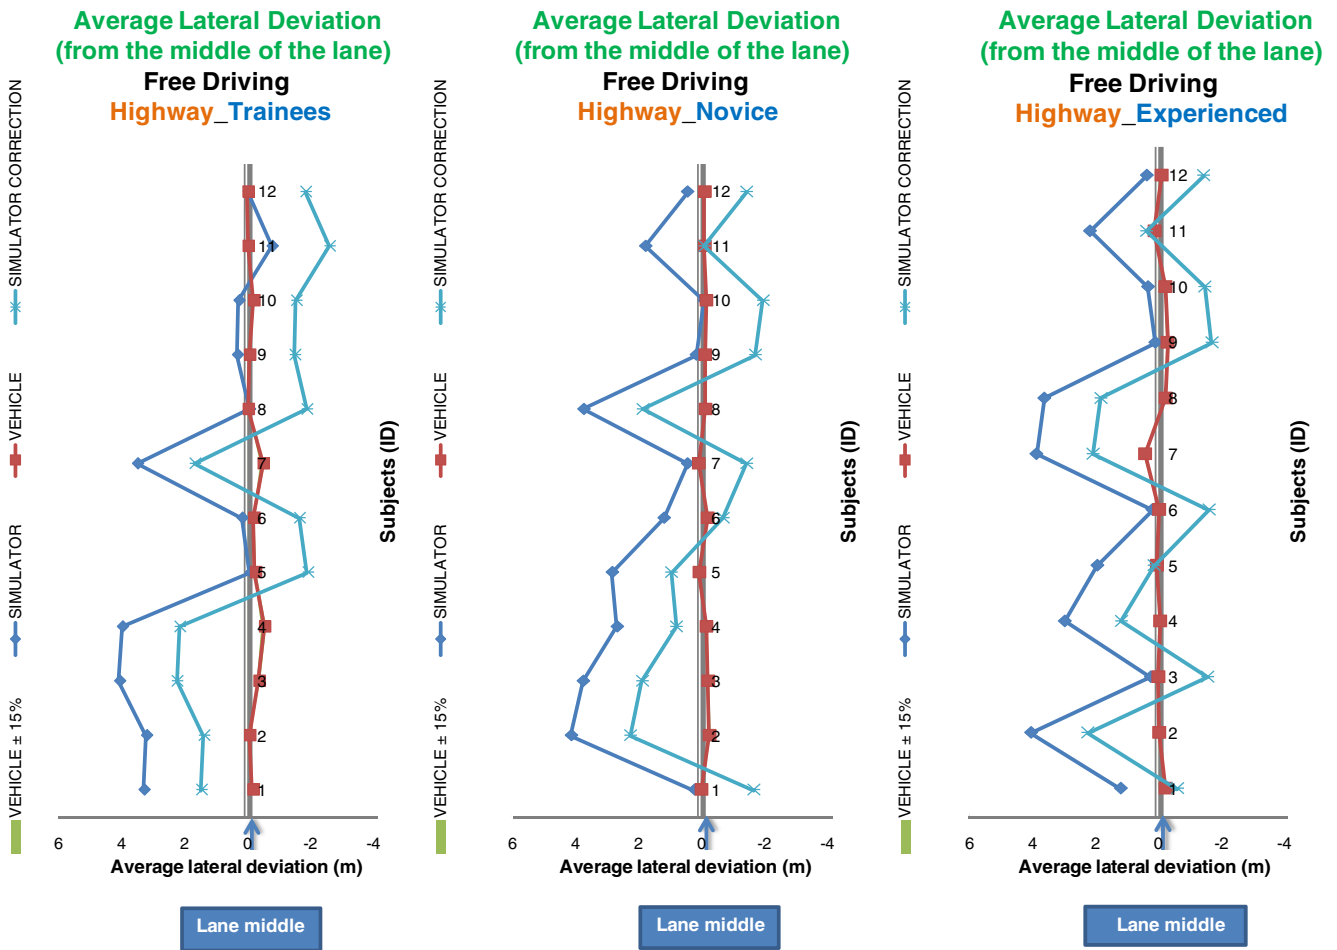 Average Lateral Deviation
(from the middle of the lane)
Free Driving
Highway_Trainees
SIMULATOR CORRECTION
VEHICLE
SIMULATOR
VEHICLE ± 15%
12
11
10
9
8
7
6
5
4
3
2
1
Subjects (ID)
6 4 2 0 -2 -4
Average lateral deviation (m)
Lane middle
Average Lateral Deviation
(from the middle of the lane)
Free Driving
Highway_Novice
SIMULATOR CORRECTION
VEHICLE
SIMULATOR
VEHICLE ± 15%
12
11
10
9
8
7
6
5
4
3
2
1
Subjects (ID)
6 4 2 0 -2 -4
Average lateral deviation (m)
Lane middle
Average Lateral Deviation
(from the middle of the lane)
Free Driving
Highway_Experienced
SIMULATOR CORRECTION
VEHICLE
SIMULATOR
VEHICLE ± 15%
12
11
10
9
8
7
6
5
4
3
2
1
Subjects (ID)
6 4 2 0 -2 -4
Average lateral deviation (m)
Lane middle